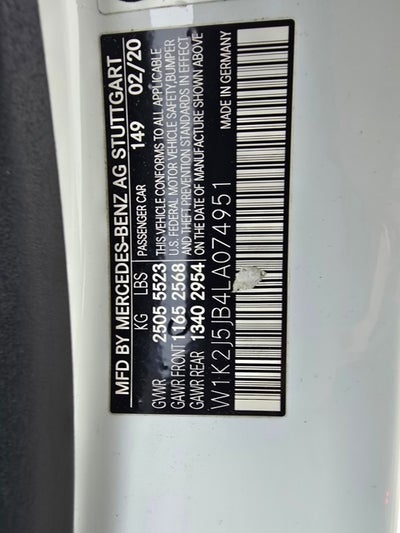 MFD BY MERCEDES-BENZ AG STUTTGART
KG LBS PASSENGER CAR 149 02/20
GVWR 2505 5523 THIS VEHICLE CONFORMS TO ALL APPLICABLE
GAWR FRONT 1165 2568 U.S. FEDERAL MOTOR VEHICLE SAFETY, BUMPER
AND THEFT PREVENTION STANDARDS IN EFFECT
GAWR REAR 1340 2954 ON THE DATE OF MANUFACTURE SHOWN ABOVE
W1K2J5JB4LA074951 MADE IN GERMANY